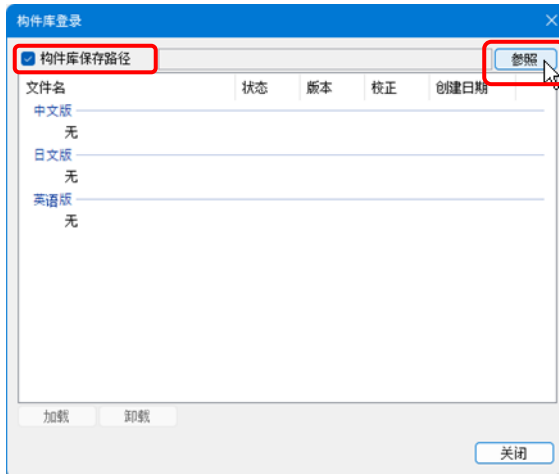 构件库登录
构件库保存路径 参照
文件名 状态 版本 校正 创建日期
中文版
无
日文版
无
英语版
无
加载 卸载
关闭